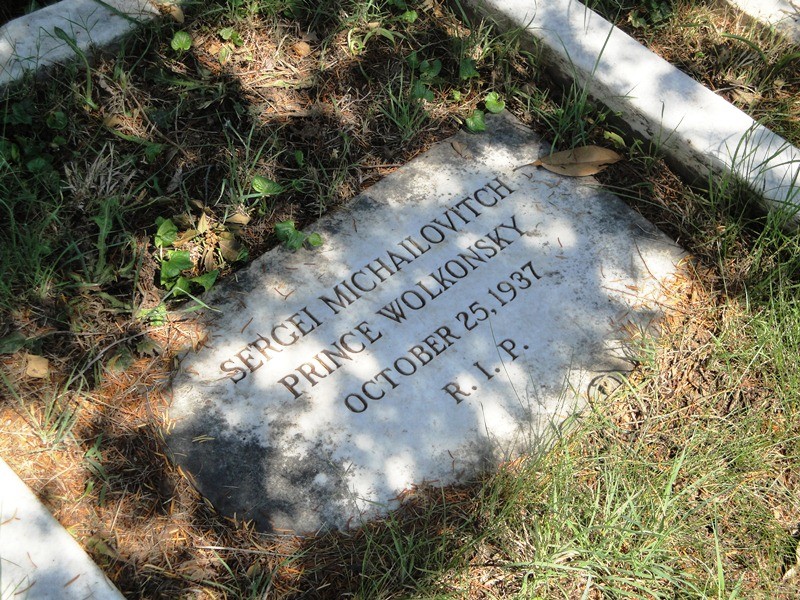 SERGEI MICHAILOVITCH
PRINCE WOLKONSKY
OCTOBER 25, 1937
R. I. P.